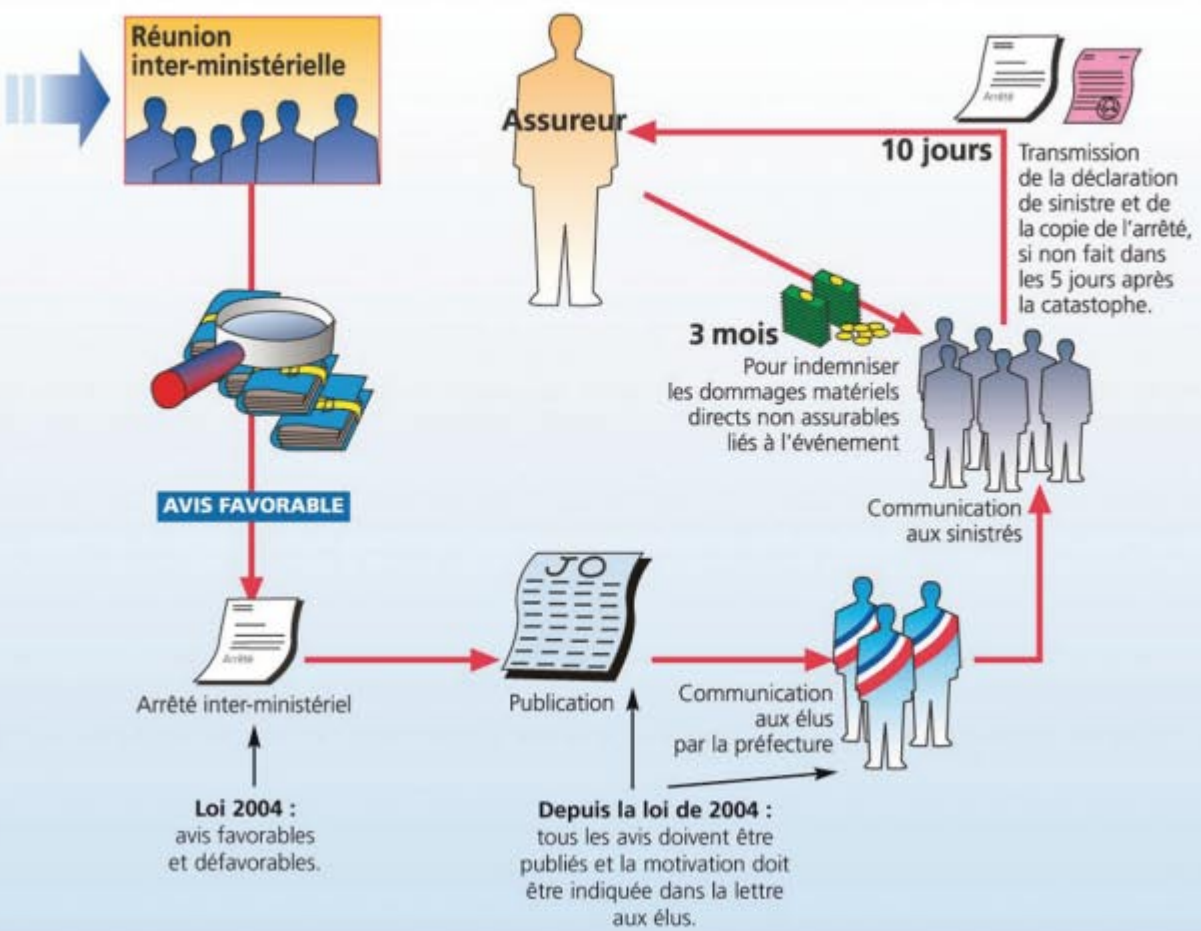 Réunion
inter-ministérielle
Assureur
Arrêté
10 jours
Transmission
de la déclaration
de sinistre et de
la copie de l'arrêté,
si non fait dans
les 5 jours après
la catastophe.
3 mois
Pour indemniser
les dommages matériels
directs non assurables
liés à l'événement
AVIS FAVORABLE
Communication
aux sinistrés
Arrêté
Arrêté inter-ministériel
JO
Publication
Communication
aux élus
par la préfecture
Loi 2004 :
avis favorables
et défavorables.
Depuis la loi de 2004 :
tous les avis doivent être
publiés et la motivation doit
être indiquée dans la lettre
aux élus.